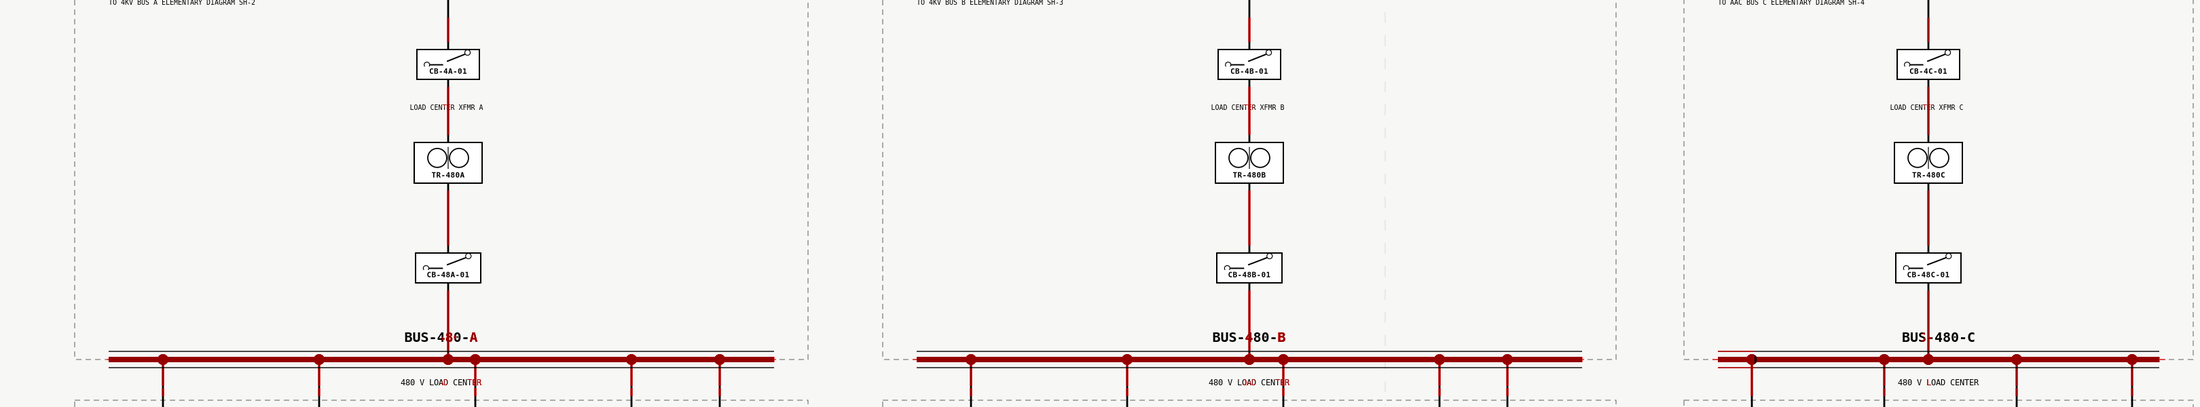 TO 4KV BUS A ELEMENTARY DIAGRAM SH-2
TO 4KV BUS B ELEMENTARY DIAGRAM SH-3
TO AAC BUS C ELEMENTARY DIAGRAM SH-4
CB-4A-01
CB-4B-01
CB-4C-01
LOAD CENTER XFMR A
LOAD CENTER XFMR B
LOAD CENTER XFMR C
TR-480A
TR-480B
TR-480C
CB-48A-01
CB-48B-01
CB-48C-01
BUS-480-A
BUS-480-B
BUS-480-C
480 V LOAD CENTER
480 V LOAD CENTER
480 V LOAD CENTER